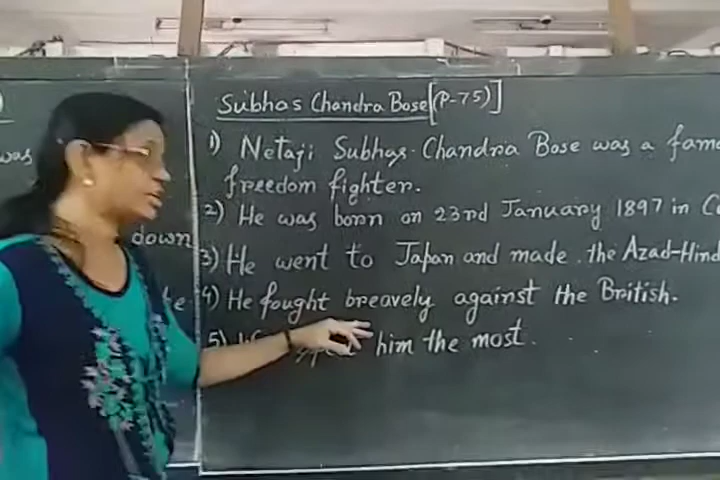 Subhas Chandra Bose [(P-75)]
was
1) Netaji Subhas Chandra Bose was a
freedom fighter.
2) He was born on 23rd January 1897 in
down
3) He went to Japan and made the Azad-Hind
4) He fought breavely against the British.
5) him the most.